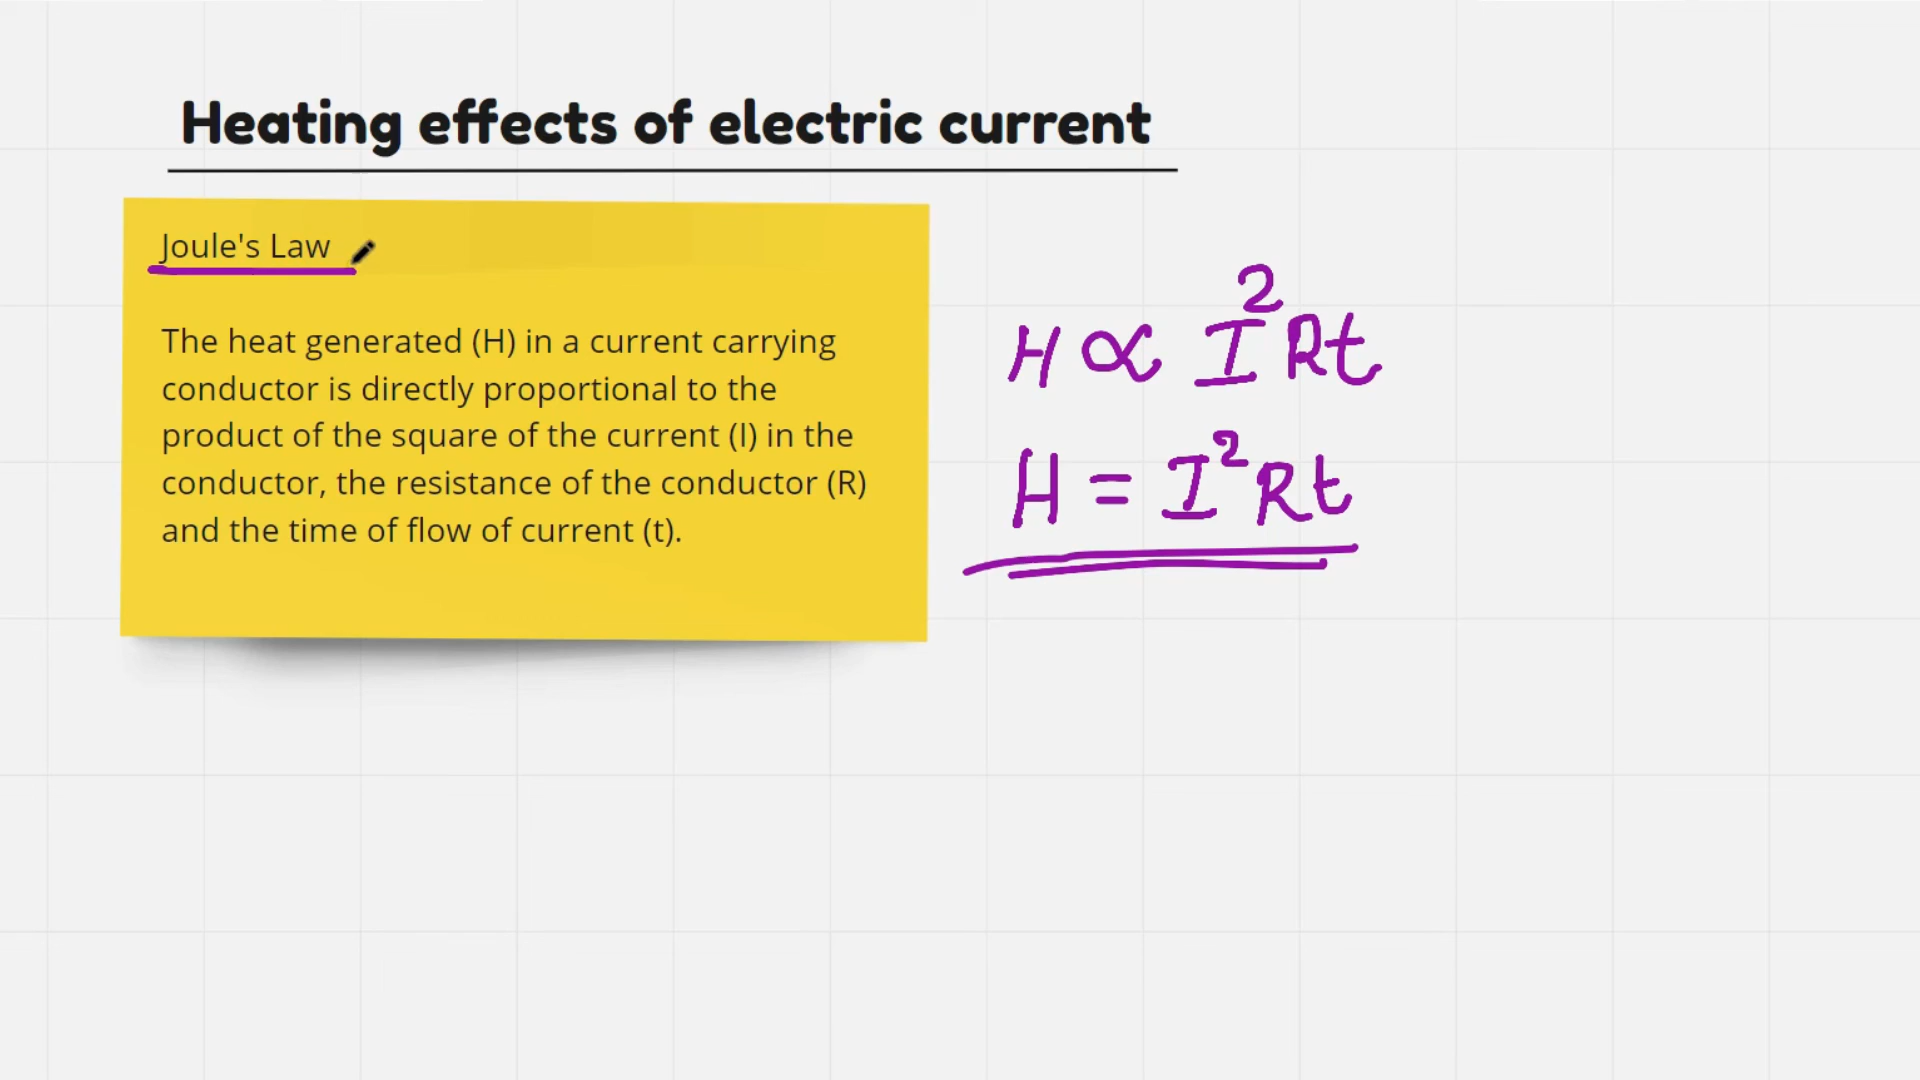 Heating effects of electric current
Joule's Law
The heat generated (H) in a current carrying
conductor is directly proportional to the
product of the square of the current (I) in the
conductor, the resistance of the conductor (R)
and the time of flow of current (t).
H ∝ I²Rt
H = I²Rt